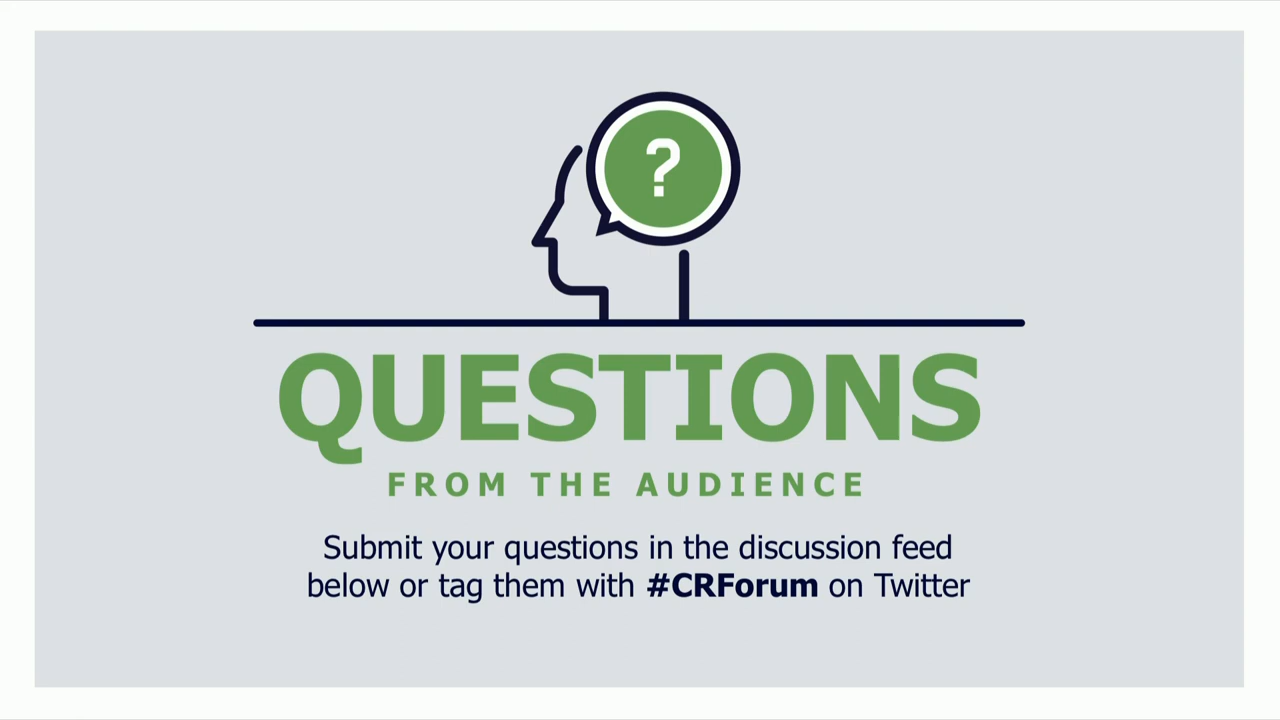 ?
QUESTIONS
FROM THE AUDIENCE
Submit your questions in the discussion feed
below or tag them with #CRForum on Twitter